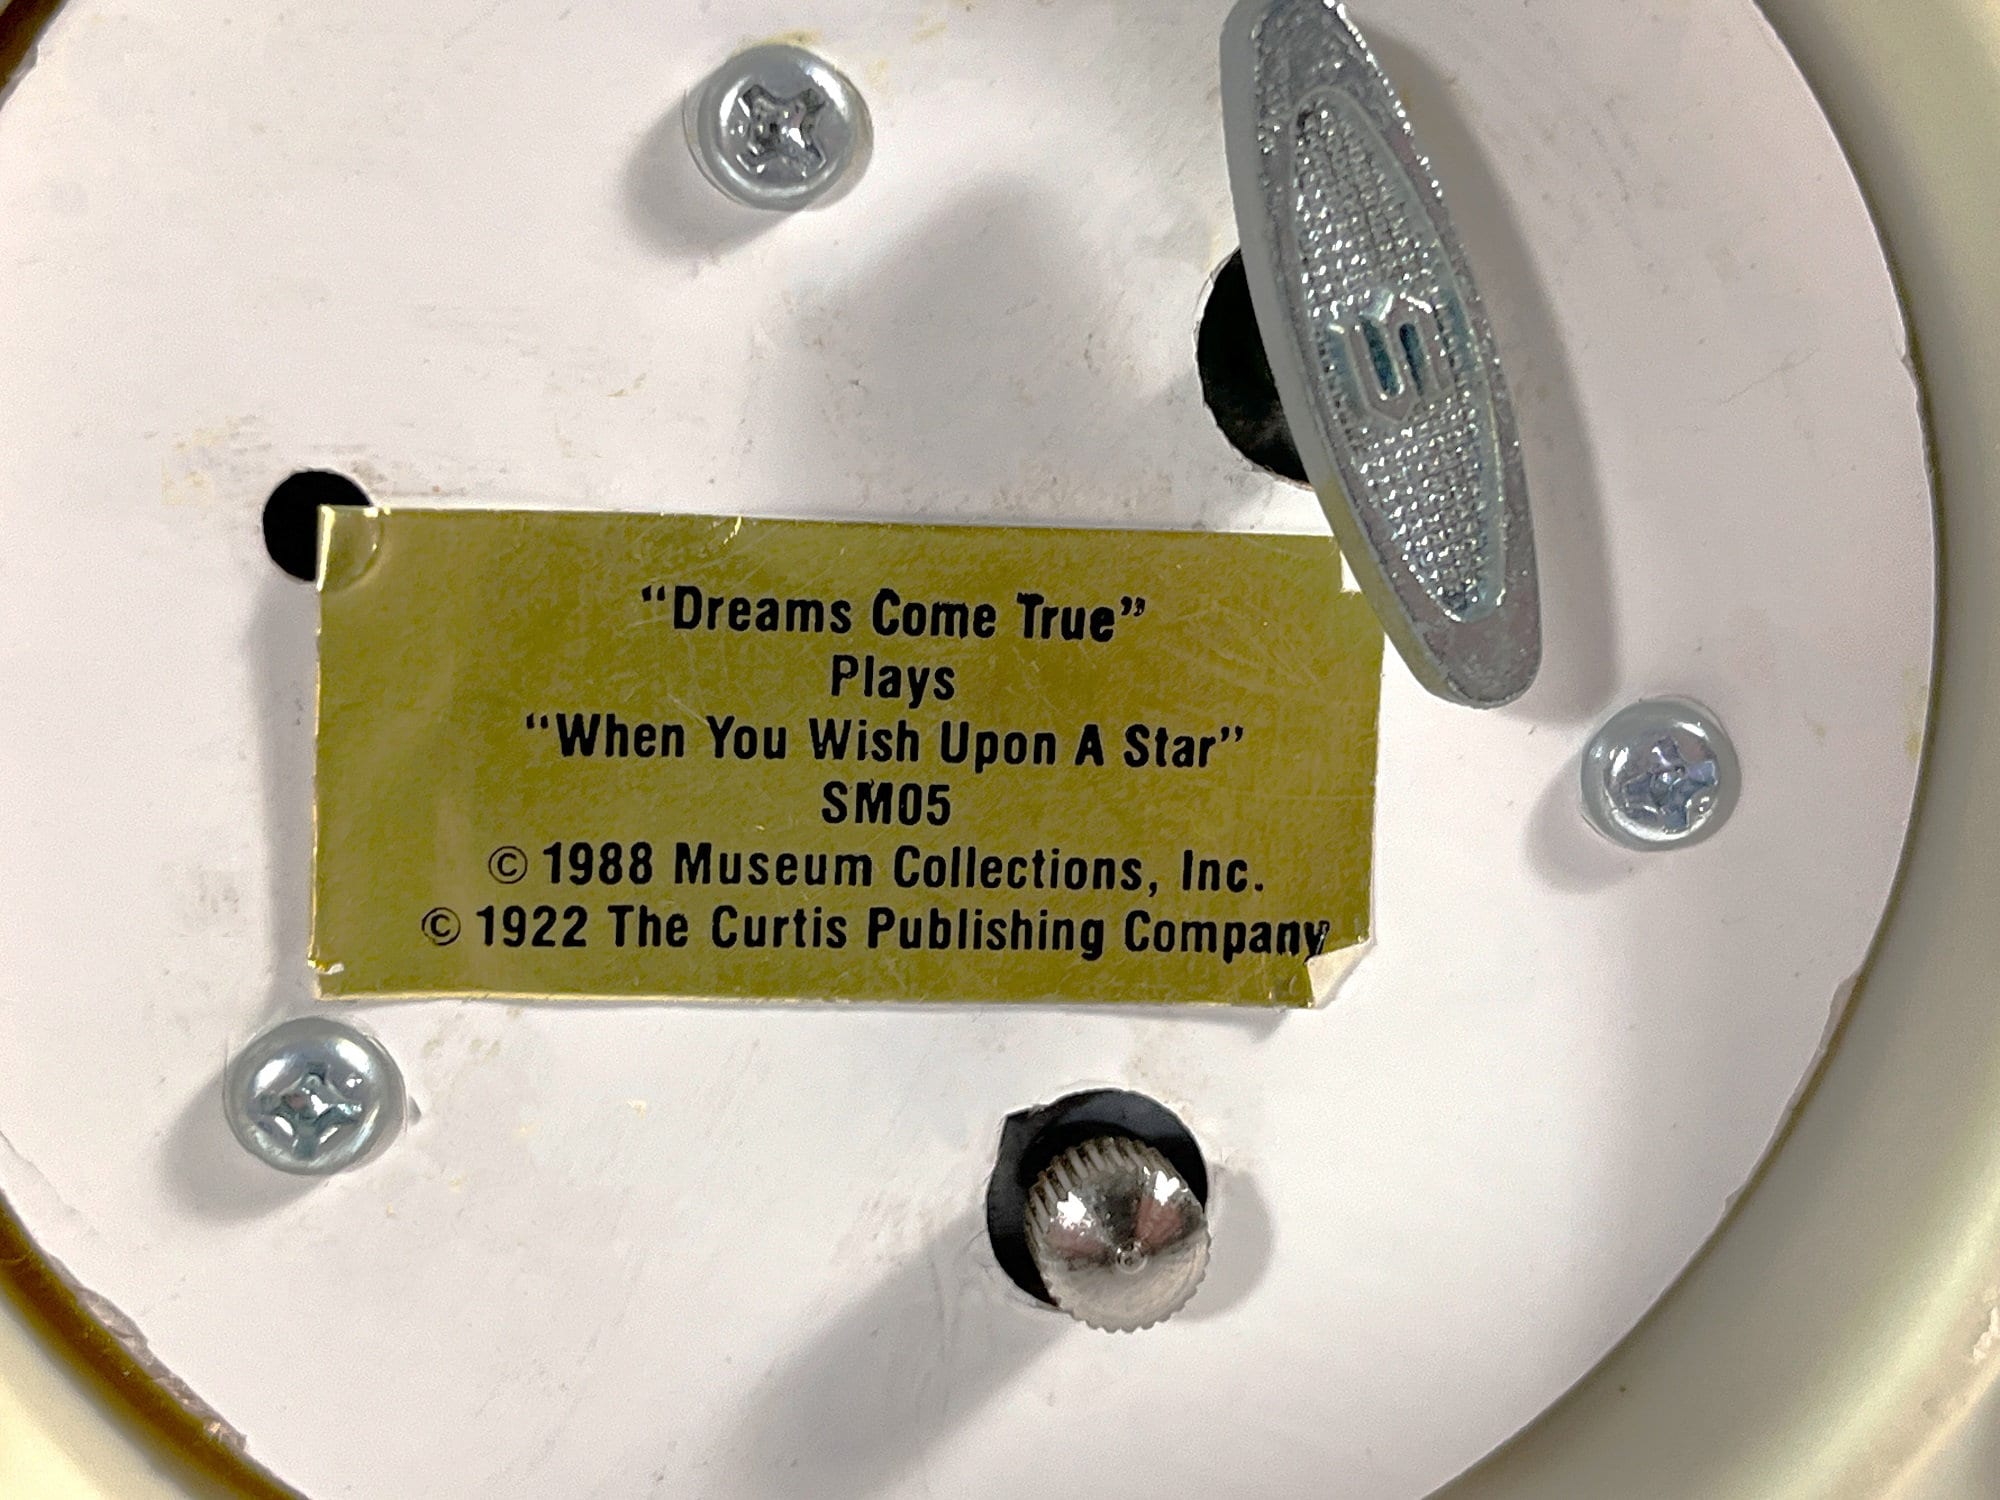 “Dreams Come True”
Plays
“When You Wish Upon A Star”
SM05
© 1988 Museum Collections, Inc.
© 1922 The Curtis Publishing Company